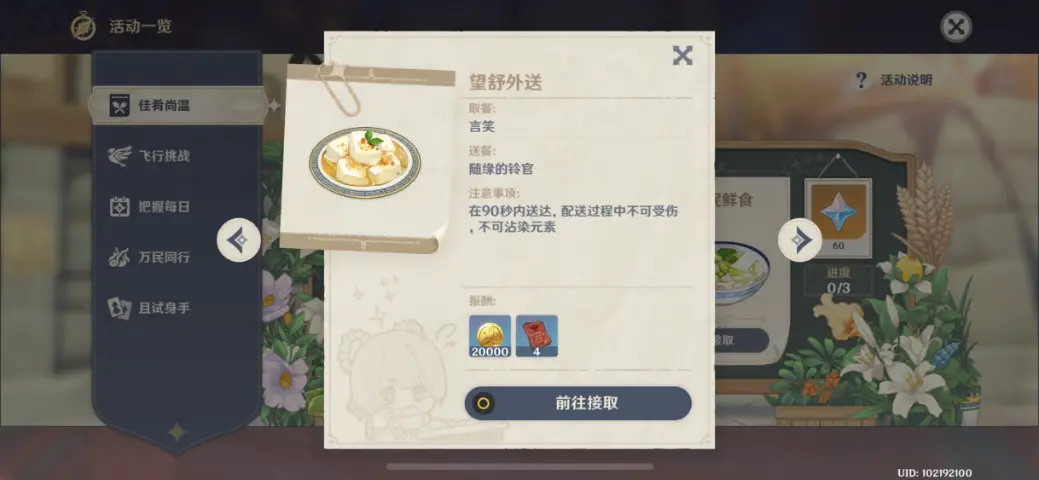 活动一览
佳肴尚温
飞行挑战
把握每日
万民同行
且试身手
望舒外送
取餐:
言笑
送餐:
随缘的铃官
注意事项:
在90秒内送达,配送过程中不可受伤
,不可沾染元素
报酬:
20000
4
前往接取
? 活动说明
鲜食
60
进度
0/3
接取
UID: 102192100